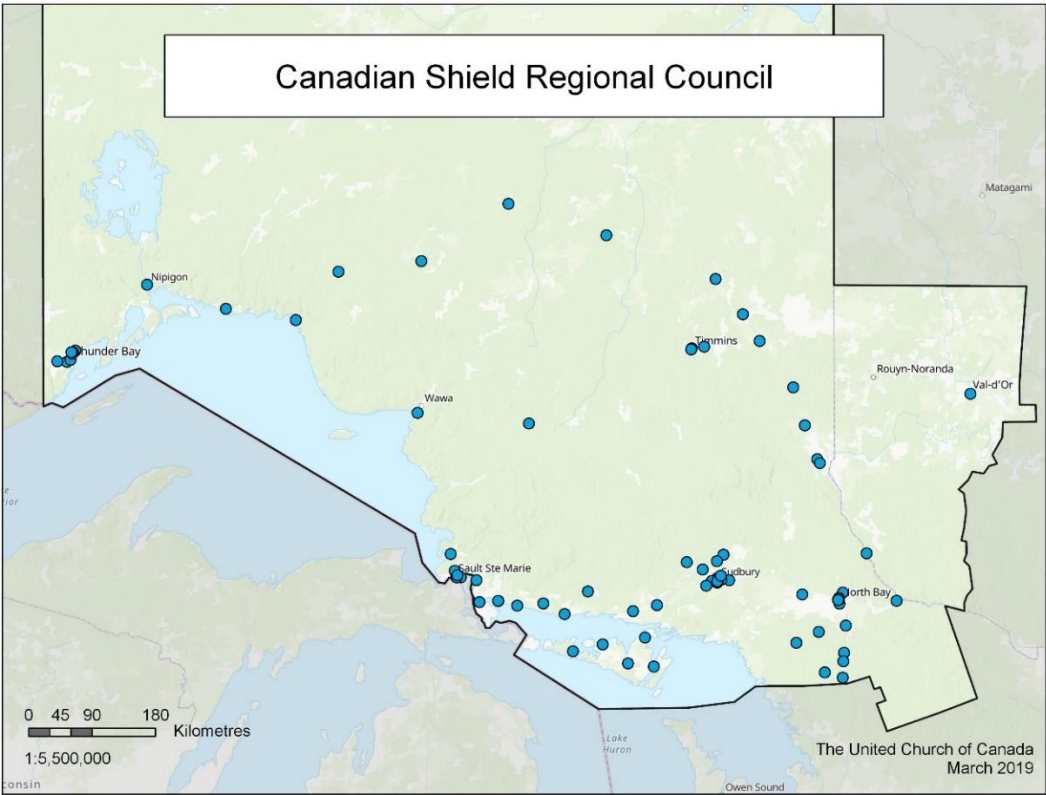 Canadian Shield Regional Council
Matagami
Nipigon
Thunder Bay
Timmins
Rouyn-Noranda
Val-d'Or
Wawa
Sault Ste Marie
Sudbury
North Bay
0 45 90 180
Kilometres
1:5,500,000
Lake
Huron
The United Church of Canada
March 2019
Owen Sound
consin